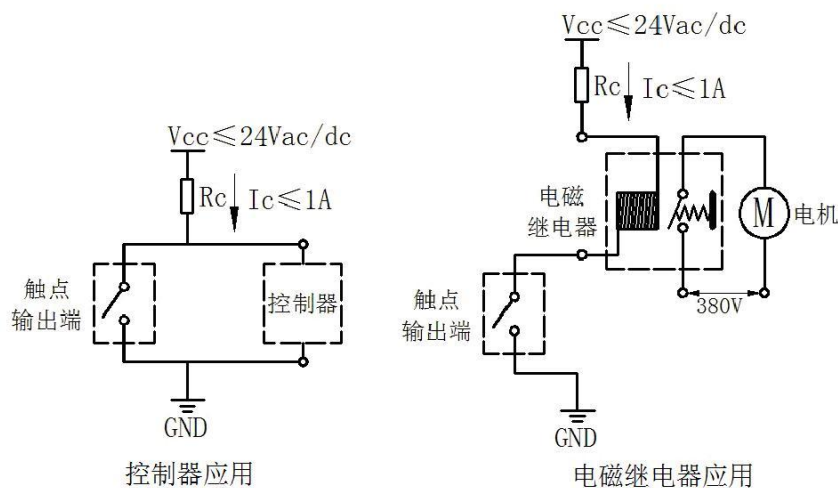 Vcc≤24Vac/dc
Rc
Ic≤1A
触点
输出端
控制器
GND
控制器应用
Vcc≤24Vac/dc
Rc
Ic≤1A
电磁
继电器
M
电机
380V
触点
输出端
GND
电磁继电器应用